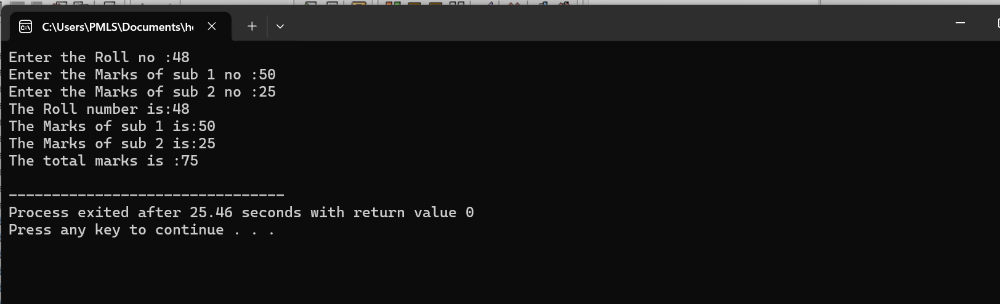 C:\Users\PMLS\Documents\he
Enter the Roll no :48
Enter the Marks of sub 1 no :50
Enter the Marks of sub 2 no :25
The Roll number is:48
The Marks of sub 1 is:50
The Marks of sub 2 is:25
The total marks is :75
--------------------------------
Process exited after 25.46 seconds with return value 0
Press any key to continue . . .